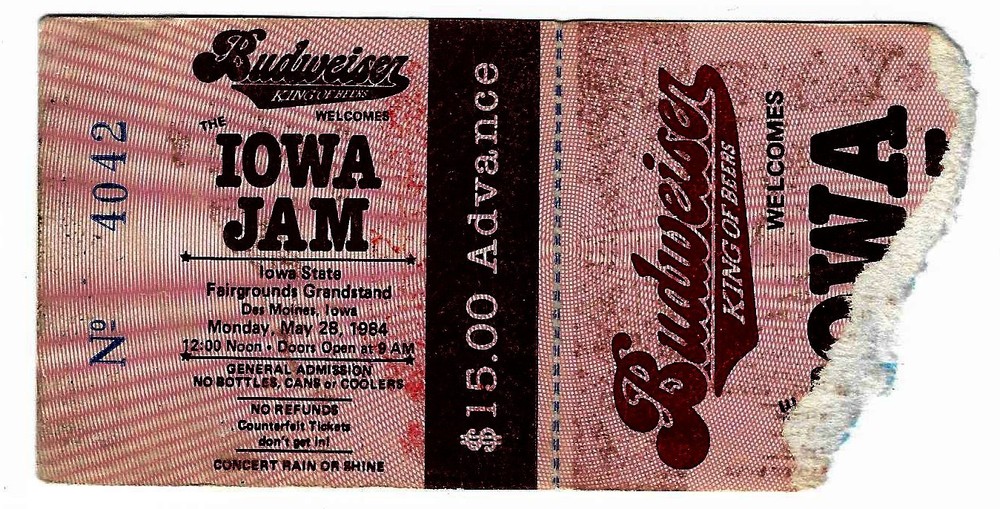 Nº 4042
Budweiser
KING OF BEERS
WELCOMES
THE
IOWA
JAM
Iowa State
Fairgrounds Grandstand
Des Moines, Iowa
Monday, May 28, 1984
12:00 Noon • Doors Open at 9 AM
GENERAL ADMISSION
NO BOTTLES, CANS or COOLERS
NO REFUNDS
Counterfeit Tickets
don't get in!
CONCERT RAIN OR SHINE
$15.00 Advance
Budweiser
KING OF BEERS
WELCOMES
IOWA